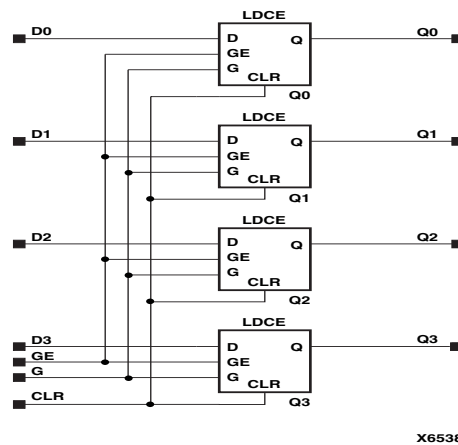 LDCE
D0 D Q Q0
GE
G
CLR
Q0
LDCE
D1 D Q Q1
GE
G
CLR
Q1
LDCE
D2 D Q Q2
GE
G
CLR
Q2
LDCE
D3 D Q Q3
GE GE
G G
CLR CLR
Q3
X6538